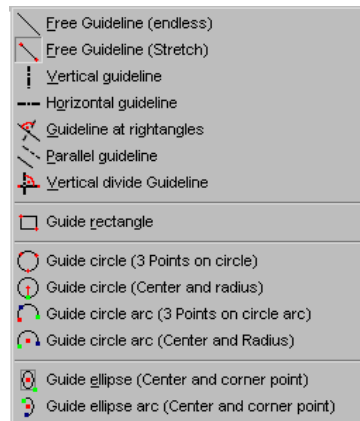 Free Guideline (endless)
Free Guideline (Stretch)
Vertical guideline
Horizontal guideline
Guideline at rightangles
Parallel guideline
Vertical divide Guideline
Guide rectangle
Guide circle (3 Points on circle)
Guide circle (Center and radius)
Guide circle arc (3 Points on circle arc)
Guide circle arc (Center and Radius)
Guide ellipse (Center and corner point)
Guide ellipse arc (Center and corner point)